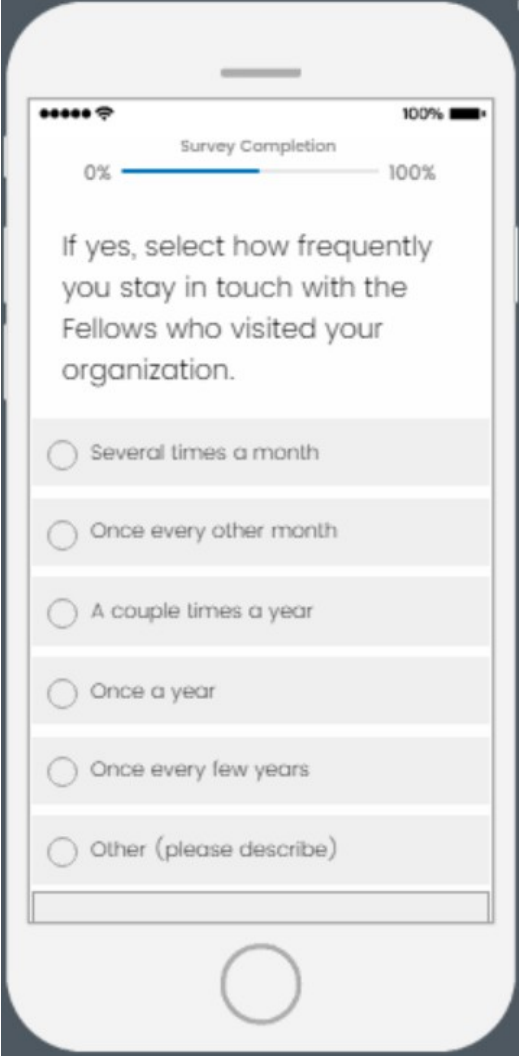 100%
Survey Completion
0% 100%
If yes, select how frequently
you stay in touch with the
Fellows who visited your
organization.
Several times a month
Once every other month
A couple times a year
Once a year
Once every few years
Other (please describe)